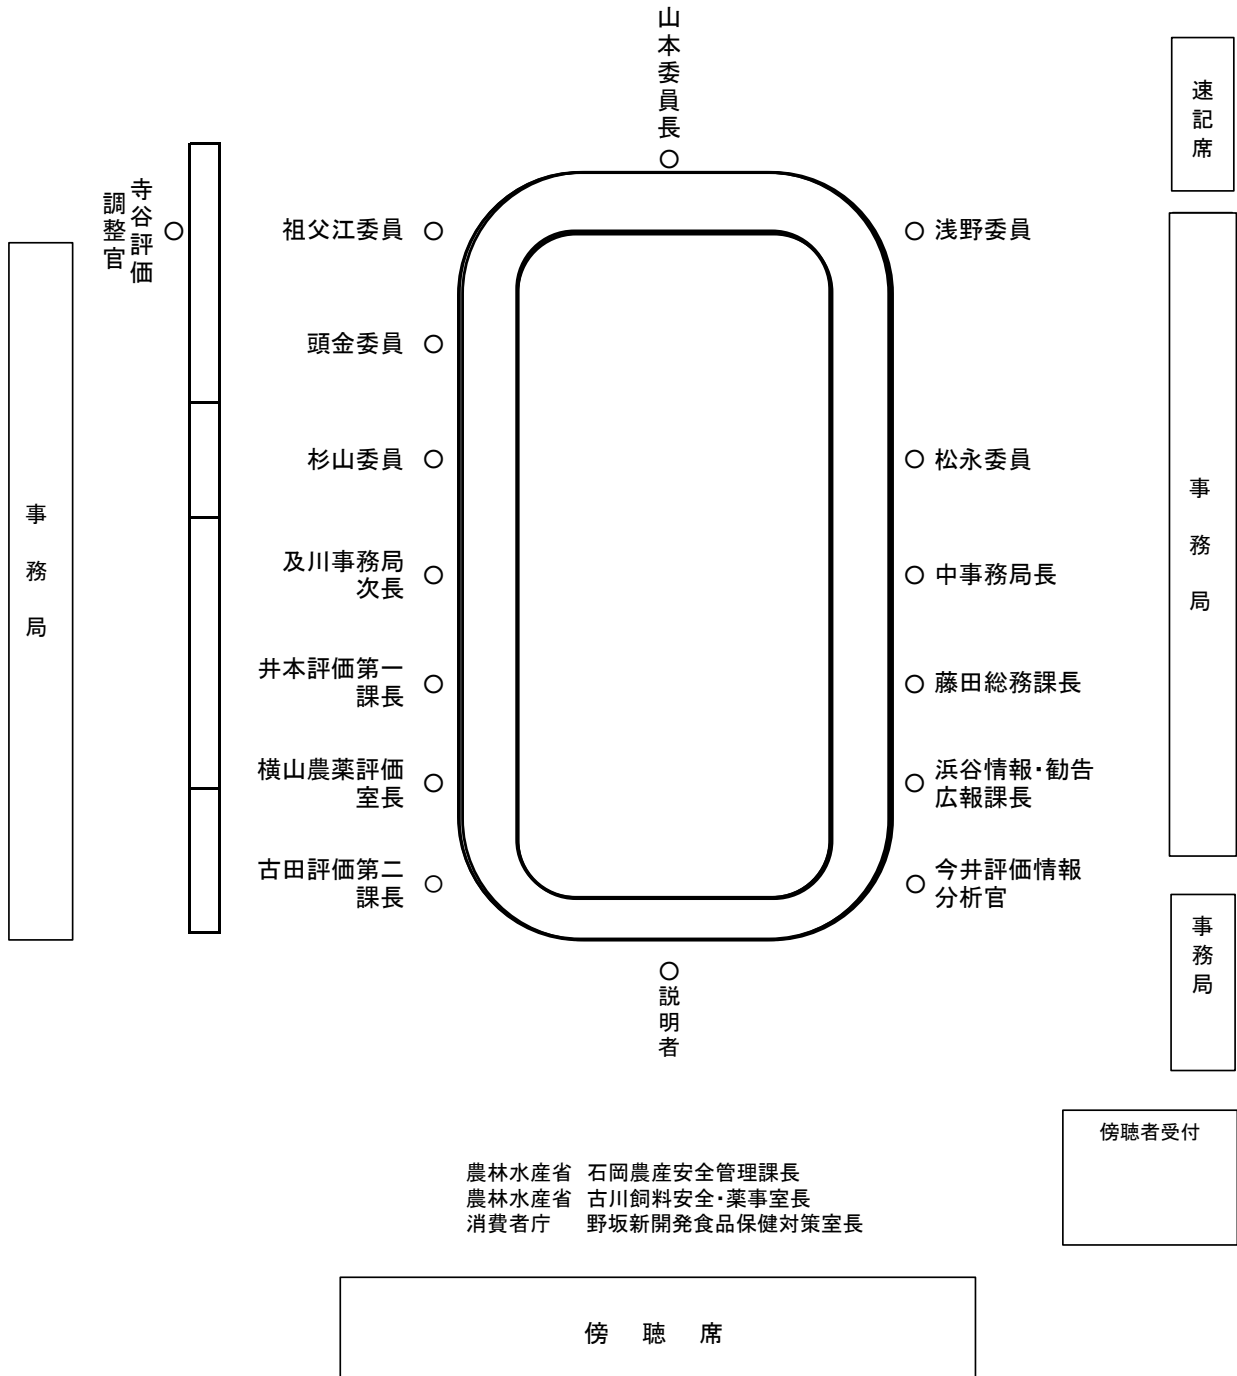 山本委員長
速記席
寺谷評価
調整官
祖父江委員
浅野委員
頭金委員
杉山委員
松永委員
事務局
事務局
及川事務局
次長
中事務局長
井本評価第一
課長
藤田総務課長
横山農薬評価
室長
浜谷情報・勧告
広報課長
古田評価第二
課長
今井評価情報
分析官
事務局
説明者
傍聴者受付
農林水産省 石岡農産安全管理課長
農林水産省 古川飼料安全・薬事室長
消費者庁 野坂新開発食品保健対策室長
傍聴席